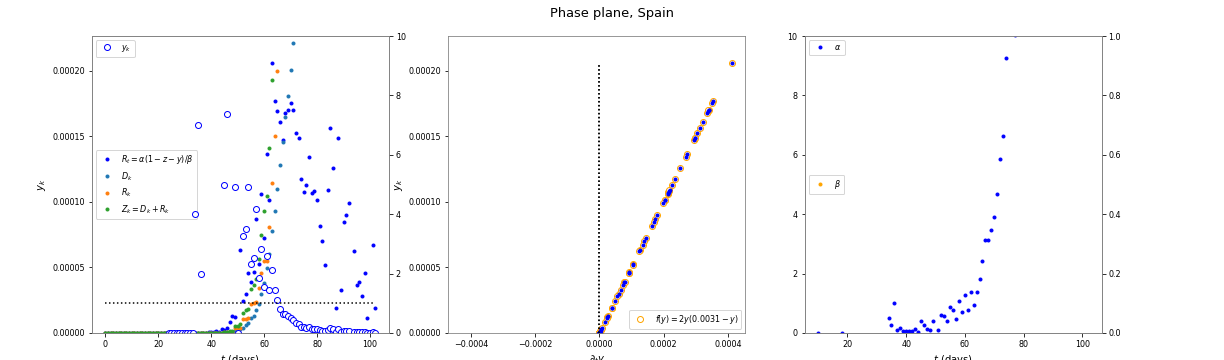 Phase plane, Spain
y_k
R_t = α(1 − z − y)/β
D_k
R_k
Z_k = D_k + R_k
0.00020
0.00015
0.00010
0.00005
0.00000
y_k
0 20 40 60 80 100
t (days)
10
8
6
4
2
0
0.00020
0.00015
0.00010
0.00005
0.00000
y_k
f(y) = 2y(0.0031 − y)
−0.0004 −0.0002 0.0000 0.0002 0.0004
α
β
10
8
6
4
2
0
20 40 60 80 100
t (days)
1.0
0.8
0.6
0.4
0.2
0.0